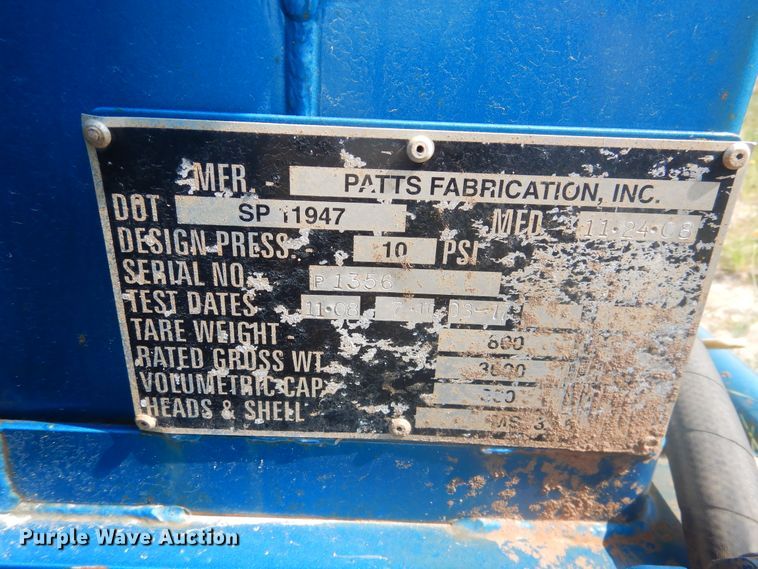 MFR. - PATTS FABRICATION, INC.
DOT SP 11947 MFD 11-24-08
DESIGN PRESS. - 10 PSI
SERIAL NO. - P 1356
TEST DATES 11-08
TARE WEIGHT - 800
RATED GROSS WT.
VOLUMETRIC CAP.
HEADS & SHELL
Purple Wave Auction